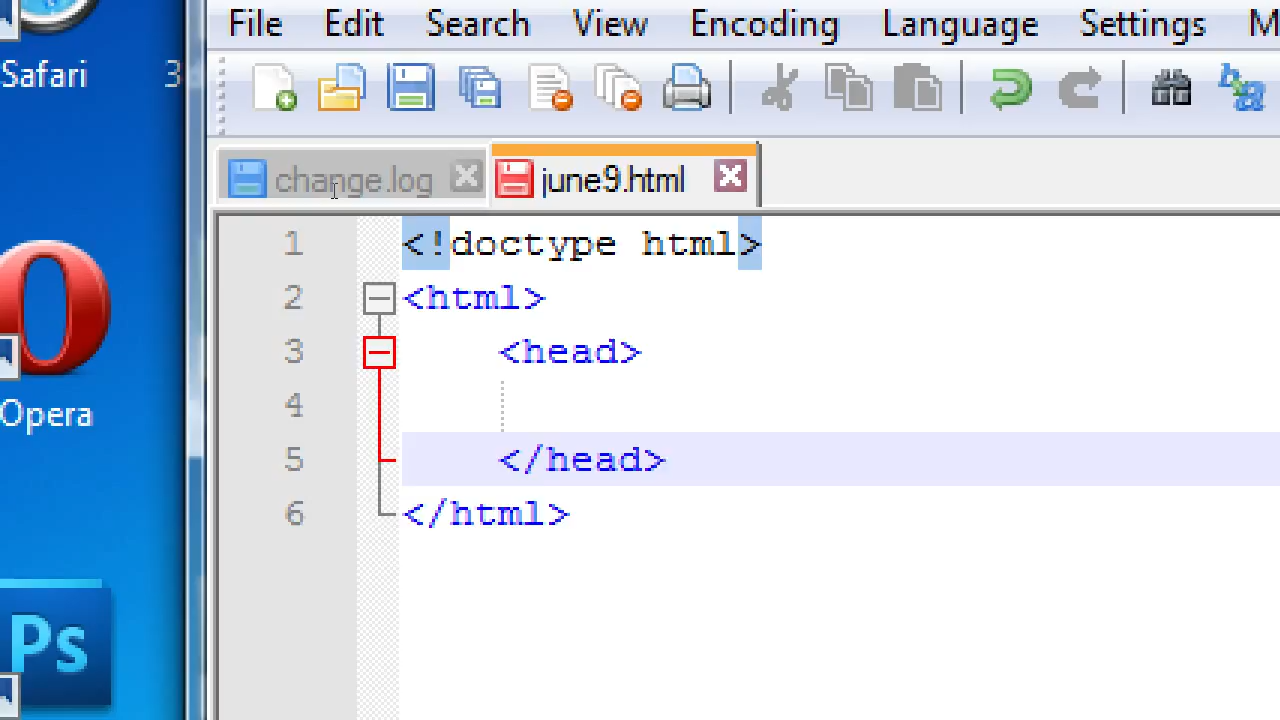 File Edit Search View Encoding Language Settings M
Safari 3
change.log june9.html
1 <!doctype html>
2 <html>
3 <head>
4
Opera
5 </head>
6 </html>
Ps